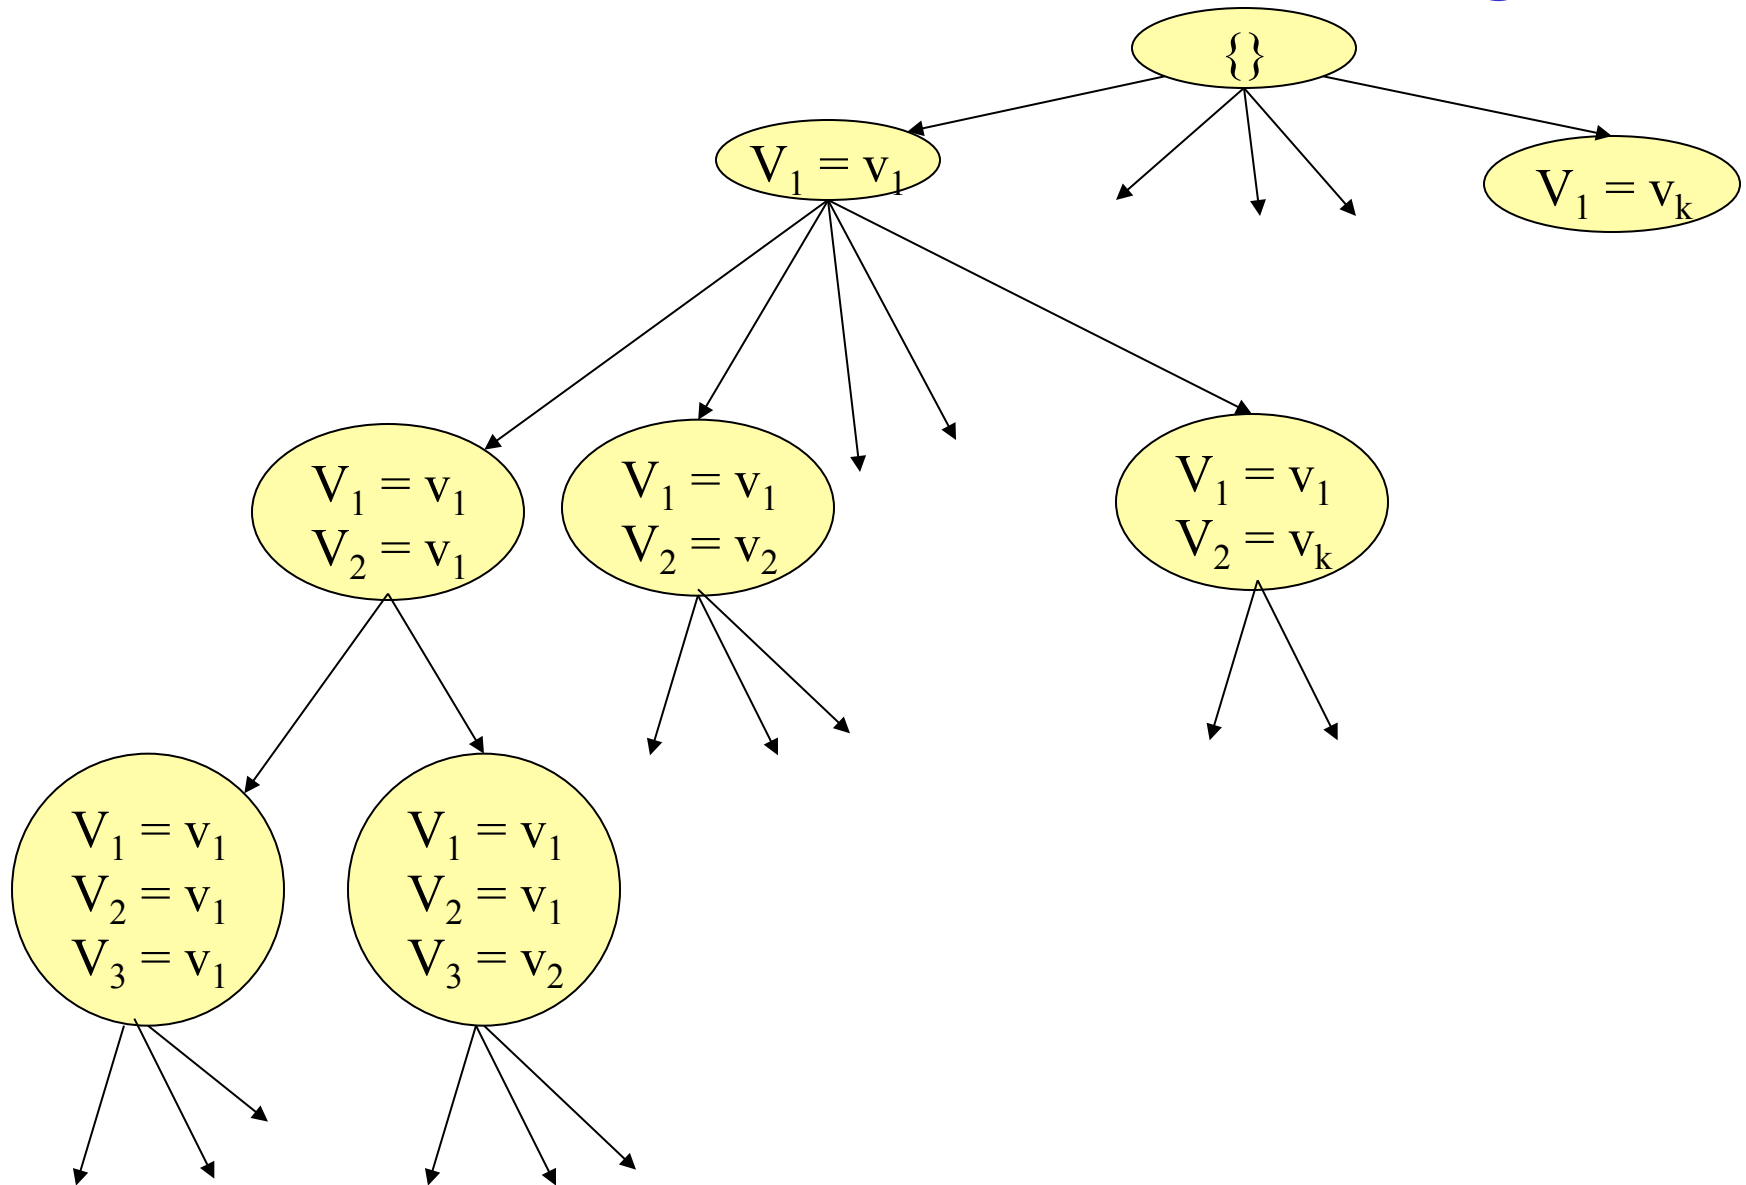 {}
V₁ = v₁
V₁ = vₖ
V₁ = v₁
V₂ = v₁
V₁ = v₁
V₂ = v₂
V₁ = v₁
V₂ = vₖ
V₁ = v₁
V₂ = v₁
V₃ = v₁
V₁ = v₁
V₂ = v₁
V₃ = v₂